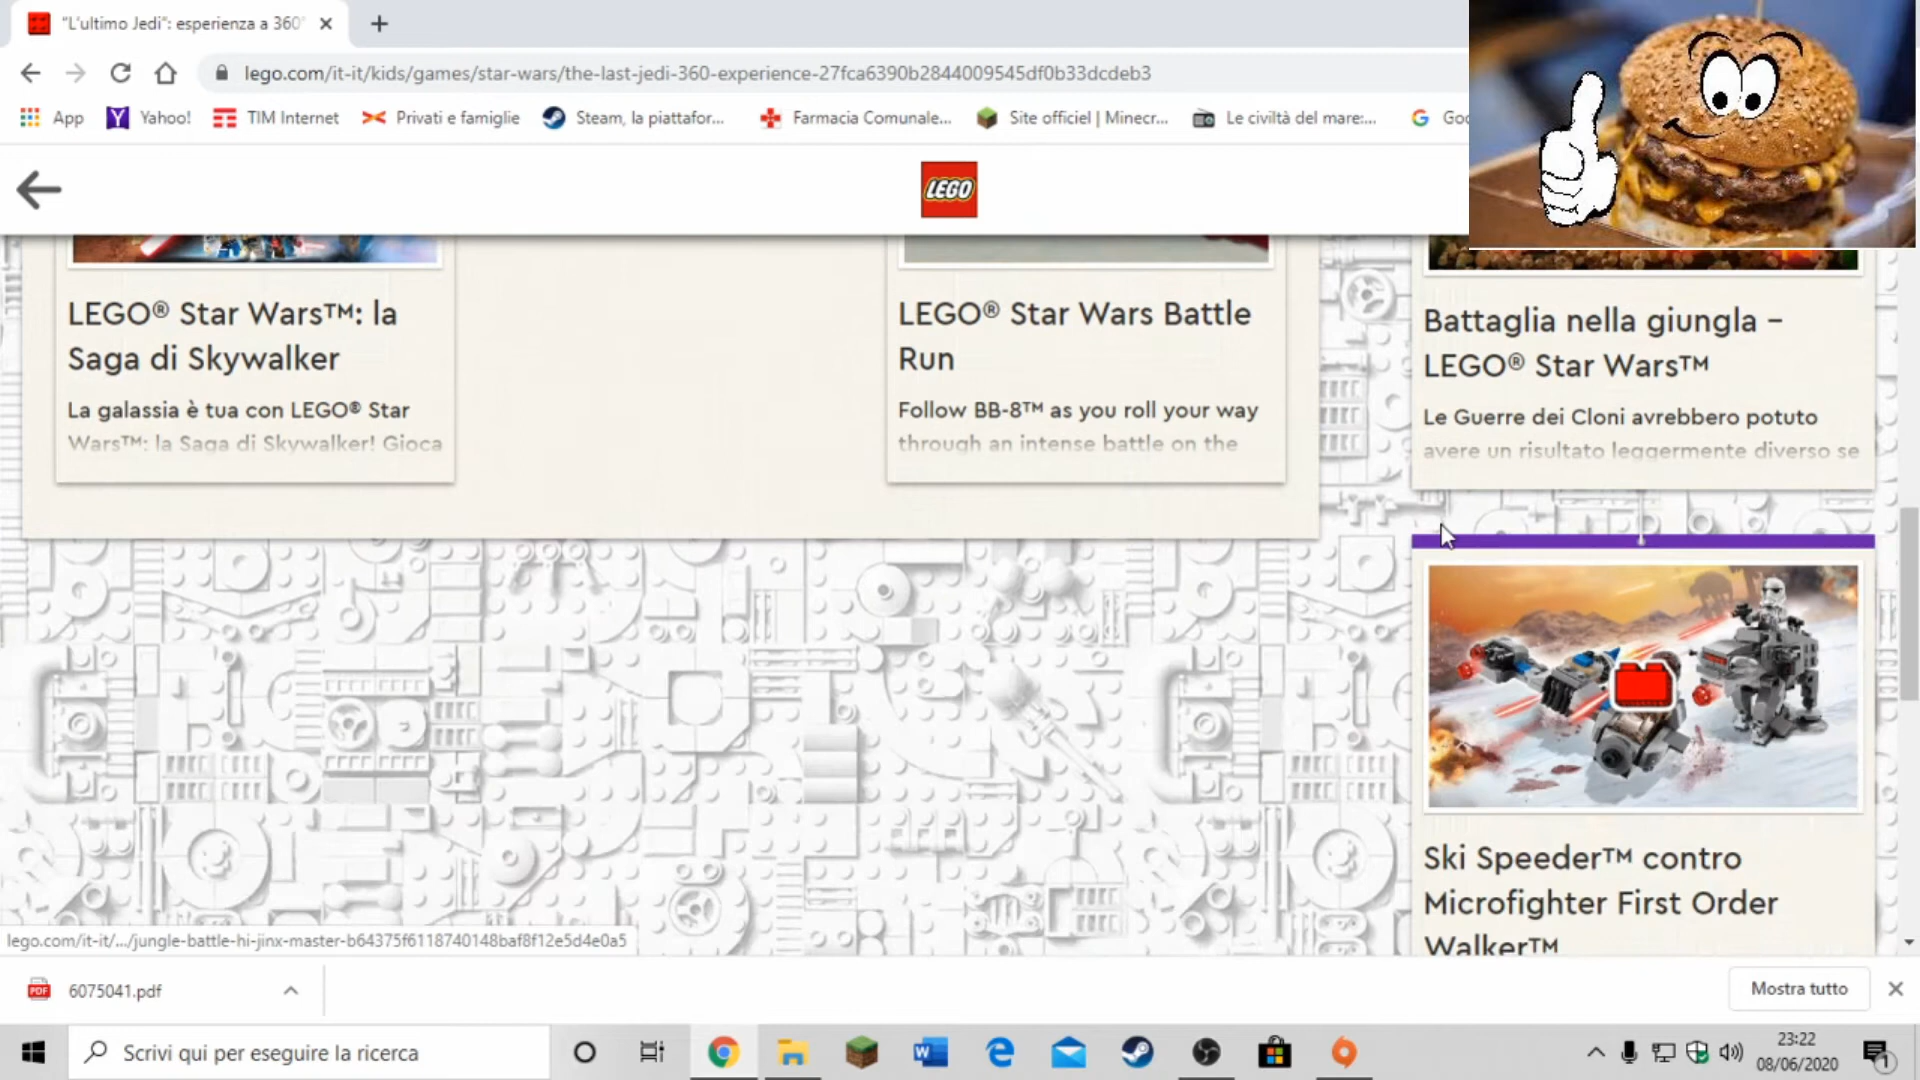 "L'ultimo Jedi": esperienza a 360°
lego.com/it-it/kids/games/star-wars/the-last-jedi-360-experience-27fca6390b2844009545df0b33dcdeb3
App
Yahoo!
TIM Internet
Privati e famiglie
Steam, la piattafor...
Farmacia Comunale...
Site officiel | Minecr...
Le civiltà del mare:...
Goo
LEGO
LEGO® Star Wars™: la
Saga di Skywalker
La galassia è tua con LEGO® Star
Wars™: la Saga di Skywalker! Gioca
LEGO® Star Wars Battle
Run
Follow BB-8™ as you roll your way
through an intense battle on the
Battaglia nella giungla –
LEGO® Star Wars™
Le Guerre dei Cloni avrebbero potuto
avere un risultato leggermente diverso se
Ski Speeder™ contro
Microfighter First Order
Walker™
lego.com/it-it/.../jungle-battle-hi-jinx-master-b64375f6118740148baf8f12e5d4e0a5
PDF
6075041.pdf
Mostra tutto
Scrivi qui per eseguire la ricerca
23:22
08/06/2020
1